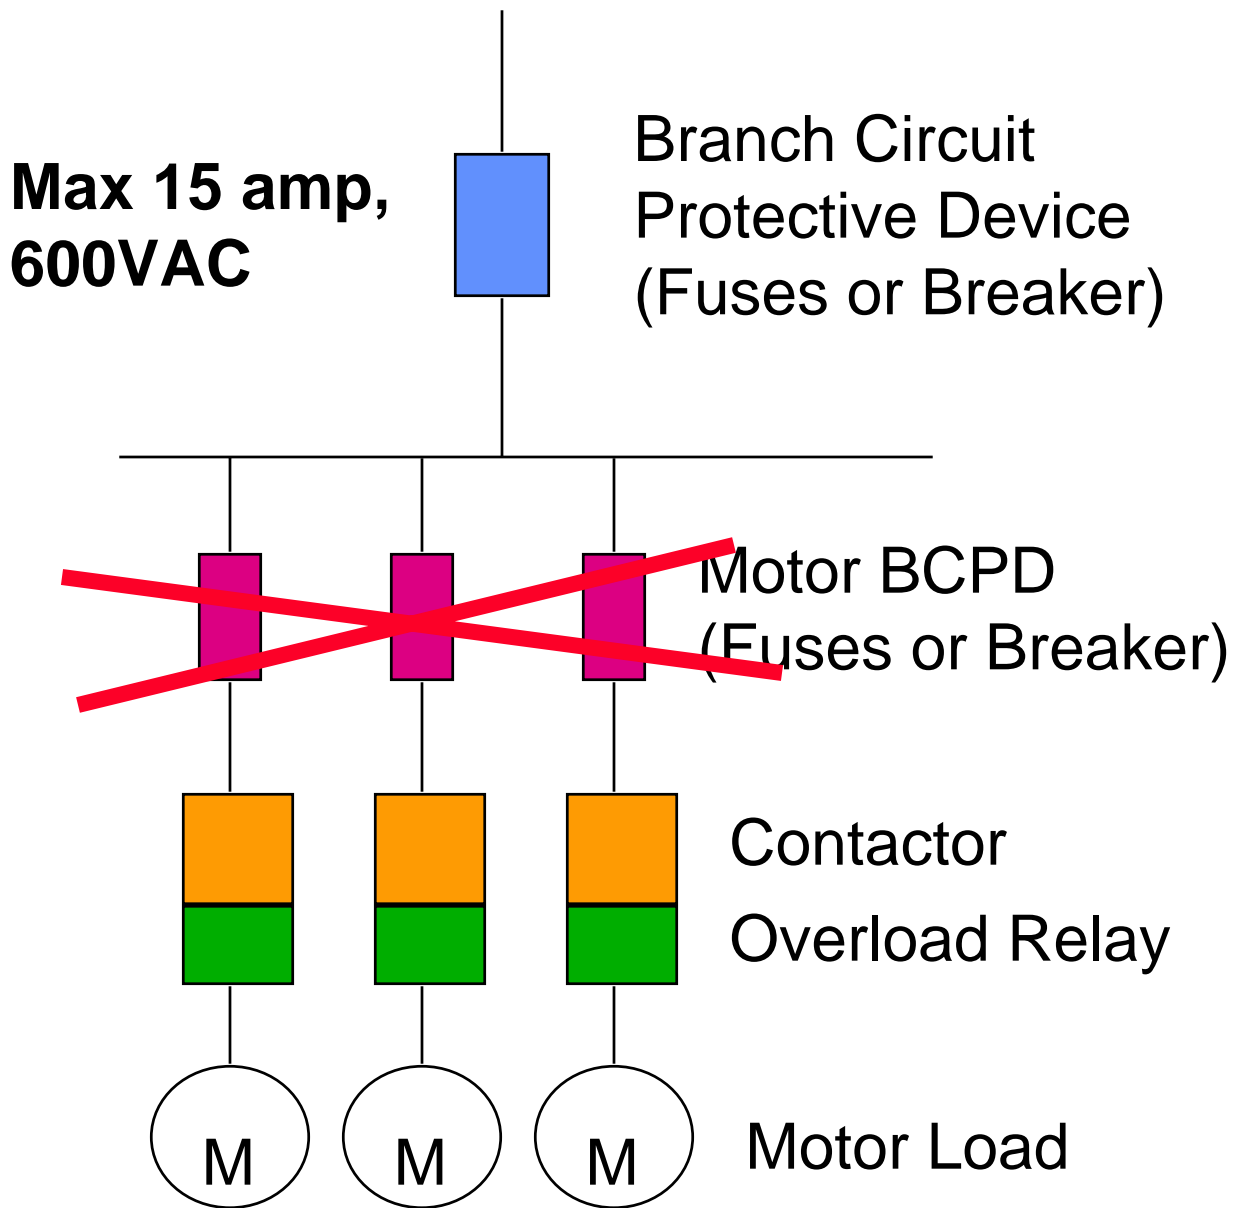 Max 15 amp,
600VAC
Branch Circuit
Protective Device
(Fuses or Breaker)
Motor BCPD
(Fuses or Breaker)
Contactor
Overload Relay
M M M
Motor Load